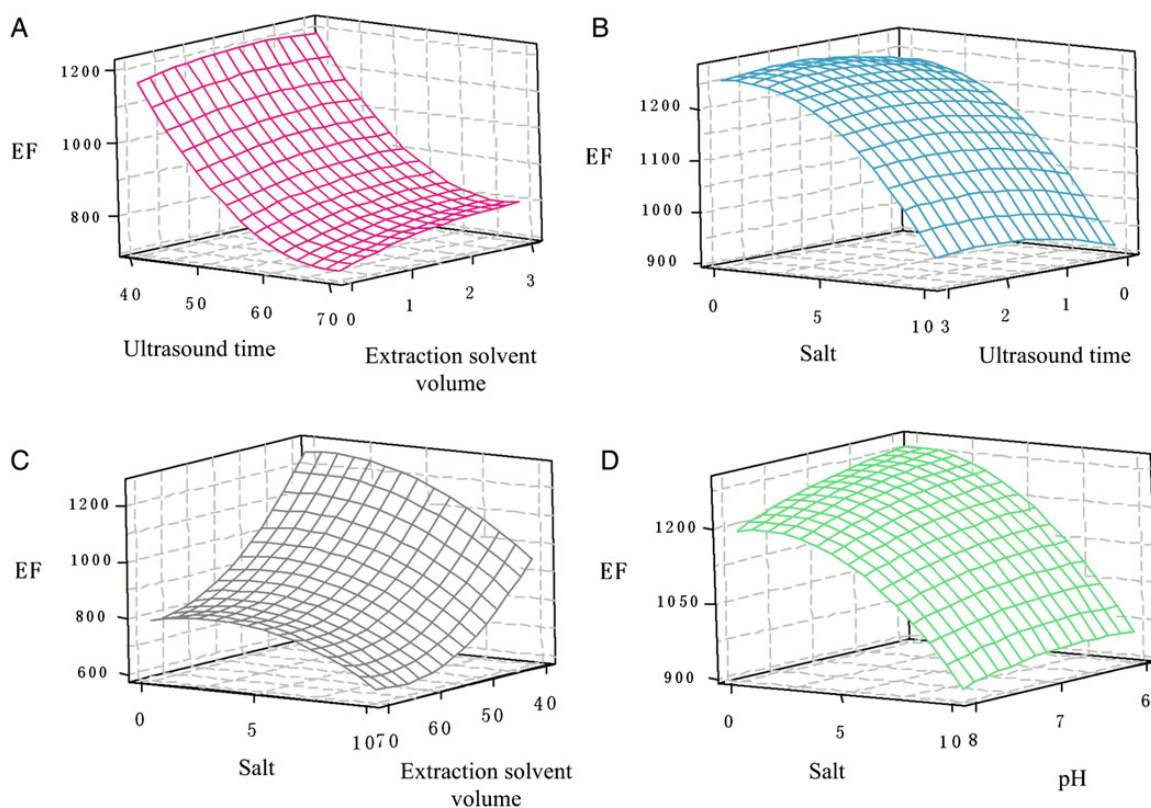 A
1200
EF
1000
800
40
50
60
70 0
1
2
3
Ultrasound time
Extraction solvent
volume
B
1200
EF
1100
1000
900
0
5
10 3
2
1
0
Salt
Ultrasound time
C
1200
EF
1000
800
600
0
5
10 70
60
50
40
Salt
Extraction solvent
volume
D
1200
EF
1050
900
0
5
10 8
7
6
Salt
pH